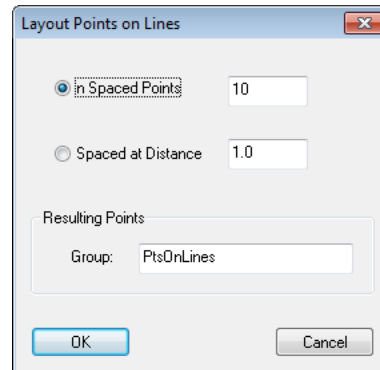 Layout Points on Lines
n Spaced Points 10
Spaced at Distance 1.0
Resulting Points
Group: PtsOnLines
OK Cancel